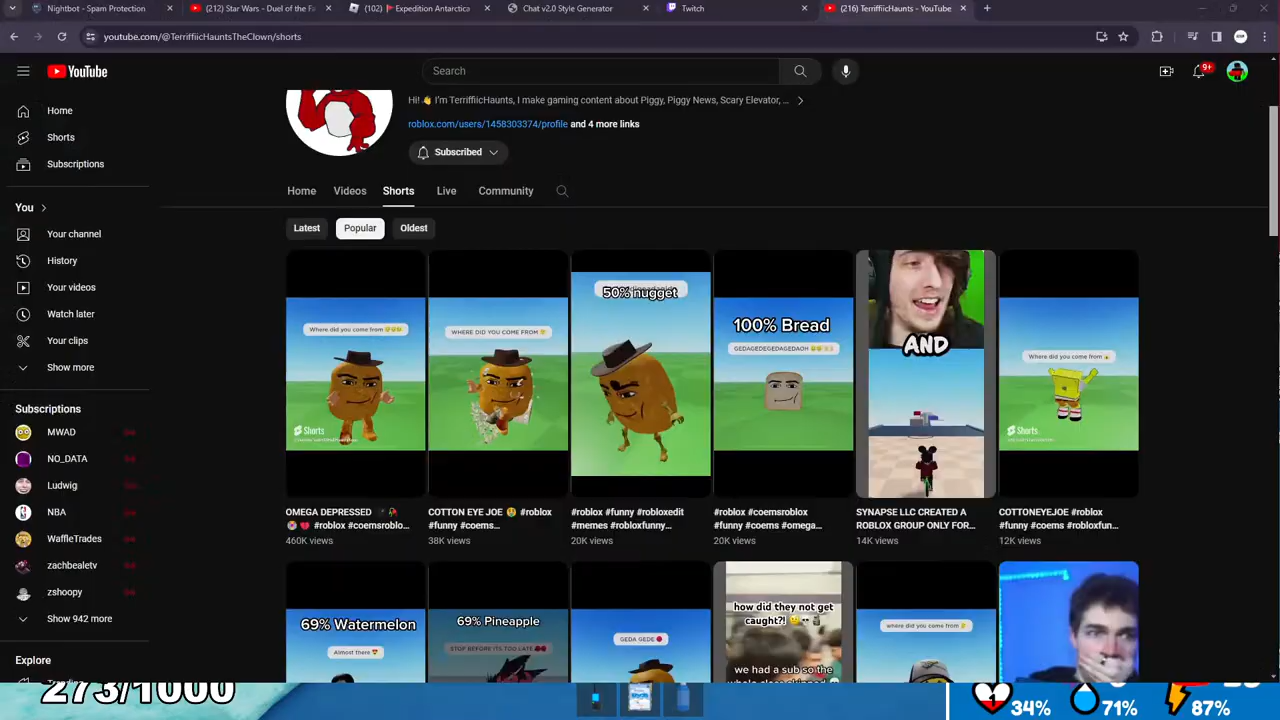 Nightbot - Spam Protection
(212) Star Wars - Duel of the Fa
(102) 🚩Expedition Antarctica
Chat v2.0 Style Generator
Twitch
(216) TerrifiicHaunts - YouTube
youtube.com/@TerrifiicHauntsTheClown/shorts
YouTube
Search
9+
Hi! 👋 I'm TerrifiicHaunts, I make gaming content about Piggy, Piggy News, Scary Elevator, ...
roblox.com/users/1458303374/profile and 4 more links
Subscribed
Home
Shorts
Subscriptions
You
Your channel
History
Your videos
Watch later
Your clips
Show more
Subscriptions
MWAD
NO_DATA
Ludwig
NBA
WaffleTrades
zachbealetv
zshoopy
Show 942 more
Explore
Home Videos Shorts Live Community
Latest Popular Oldest
Where did you come from
Shorts
WHERE DID YOU COME FROM
50% nugget
100% Bread
GEDAGEDEGEDAGEDAOH
AND
Where did you come from
Shorts
OMEGA DEPRESSED
#roblox #coemsroblo...
460K views
COTTON EYE JOE 🤢 #roblox
#funny #coems...
38K views
#roblox #funny #robloxedit
#memes #robloxfunny...
20K views
#roblox #coemsroblox
#funny #coems #omega...
20K views
SYNAPSE LLC CREATED A
ROBLOX GROUP ONLY FOR...
14K views
COTTONEYEJOE #roblox
#funny #coems #robloxfun...
12K views
69% Watermelon
Almost there
69% Pineapple
STOP BEFORE ITS TOO LATE
GEDA GEDE
how did they not get
caught?!
we had a sub so the
where did you come from
273/1000
1
34%
71%
87%